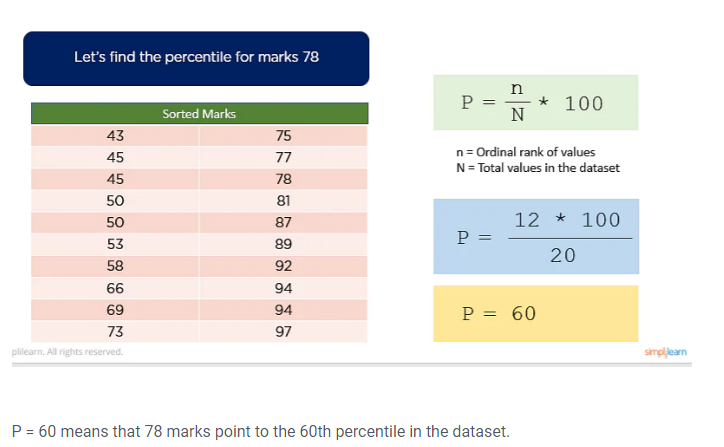 Let's find the percentile for marks 78
Sorted Marks
43 75
45 77
45 78
50 81
50 87
53 89
58 92
66 94
69 94
73 97
P = n/N * 100
n = Ordinal rank of values
N = Total values in the dataset
P = 12 * 100
20
P = 60
plilearn. All rights reserved.
simplilearn
P = 60 means that 78 marks point to the 60th percentile in the dataset.